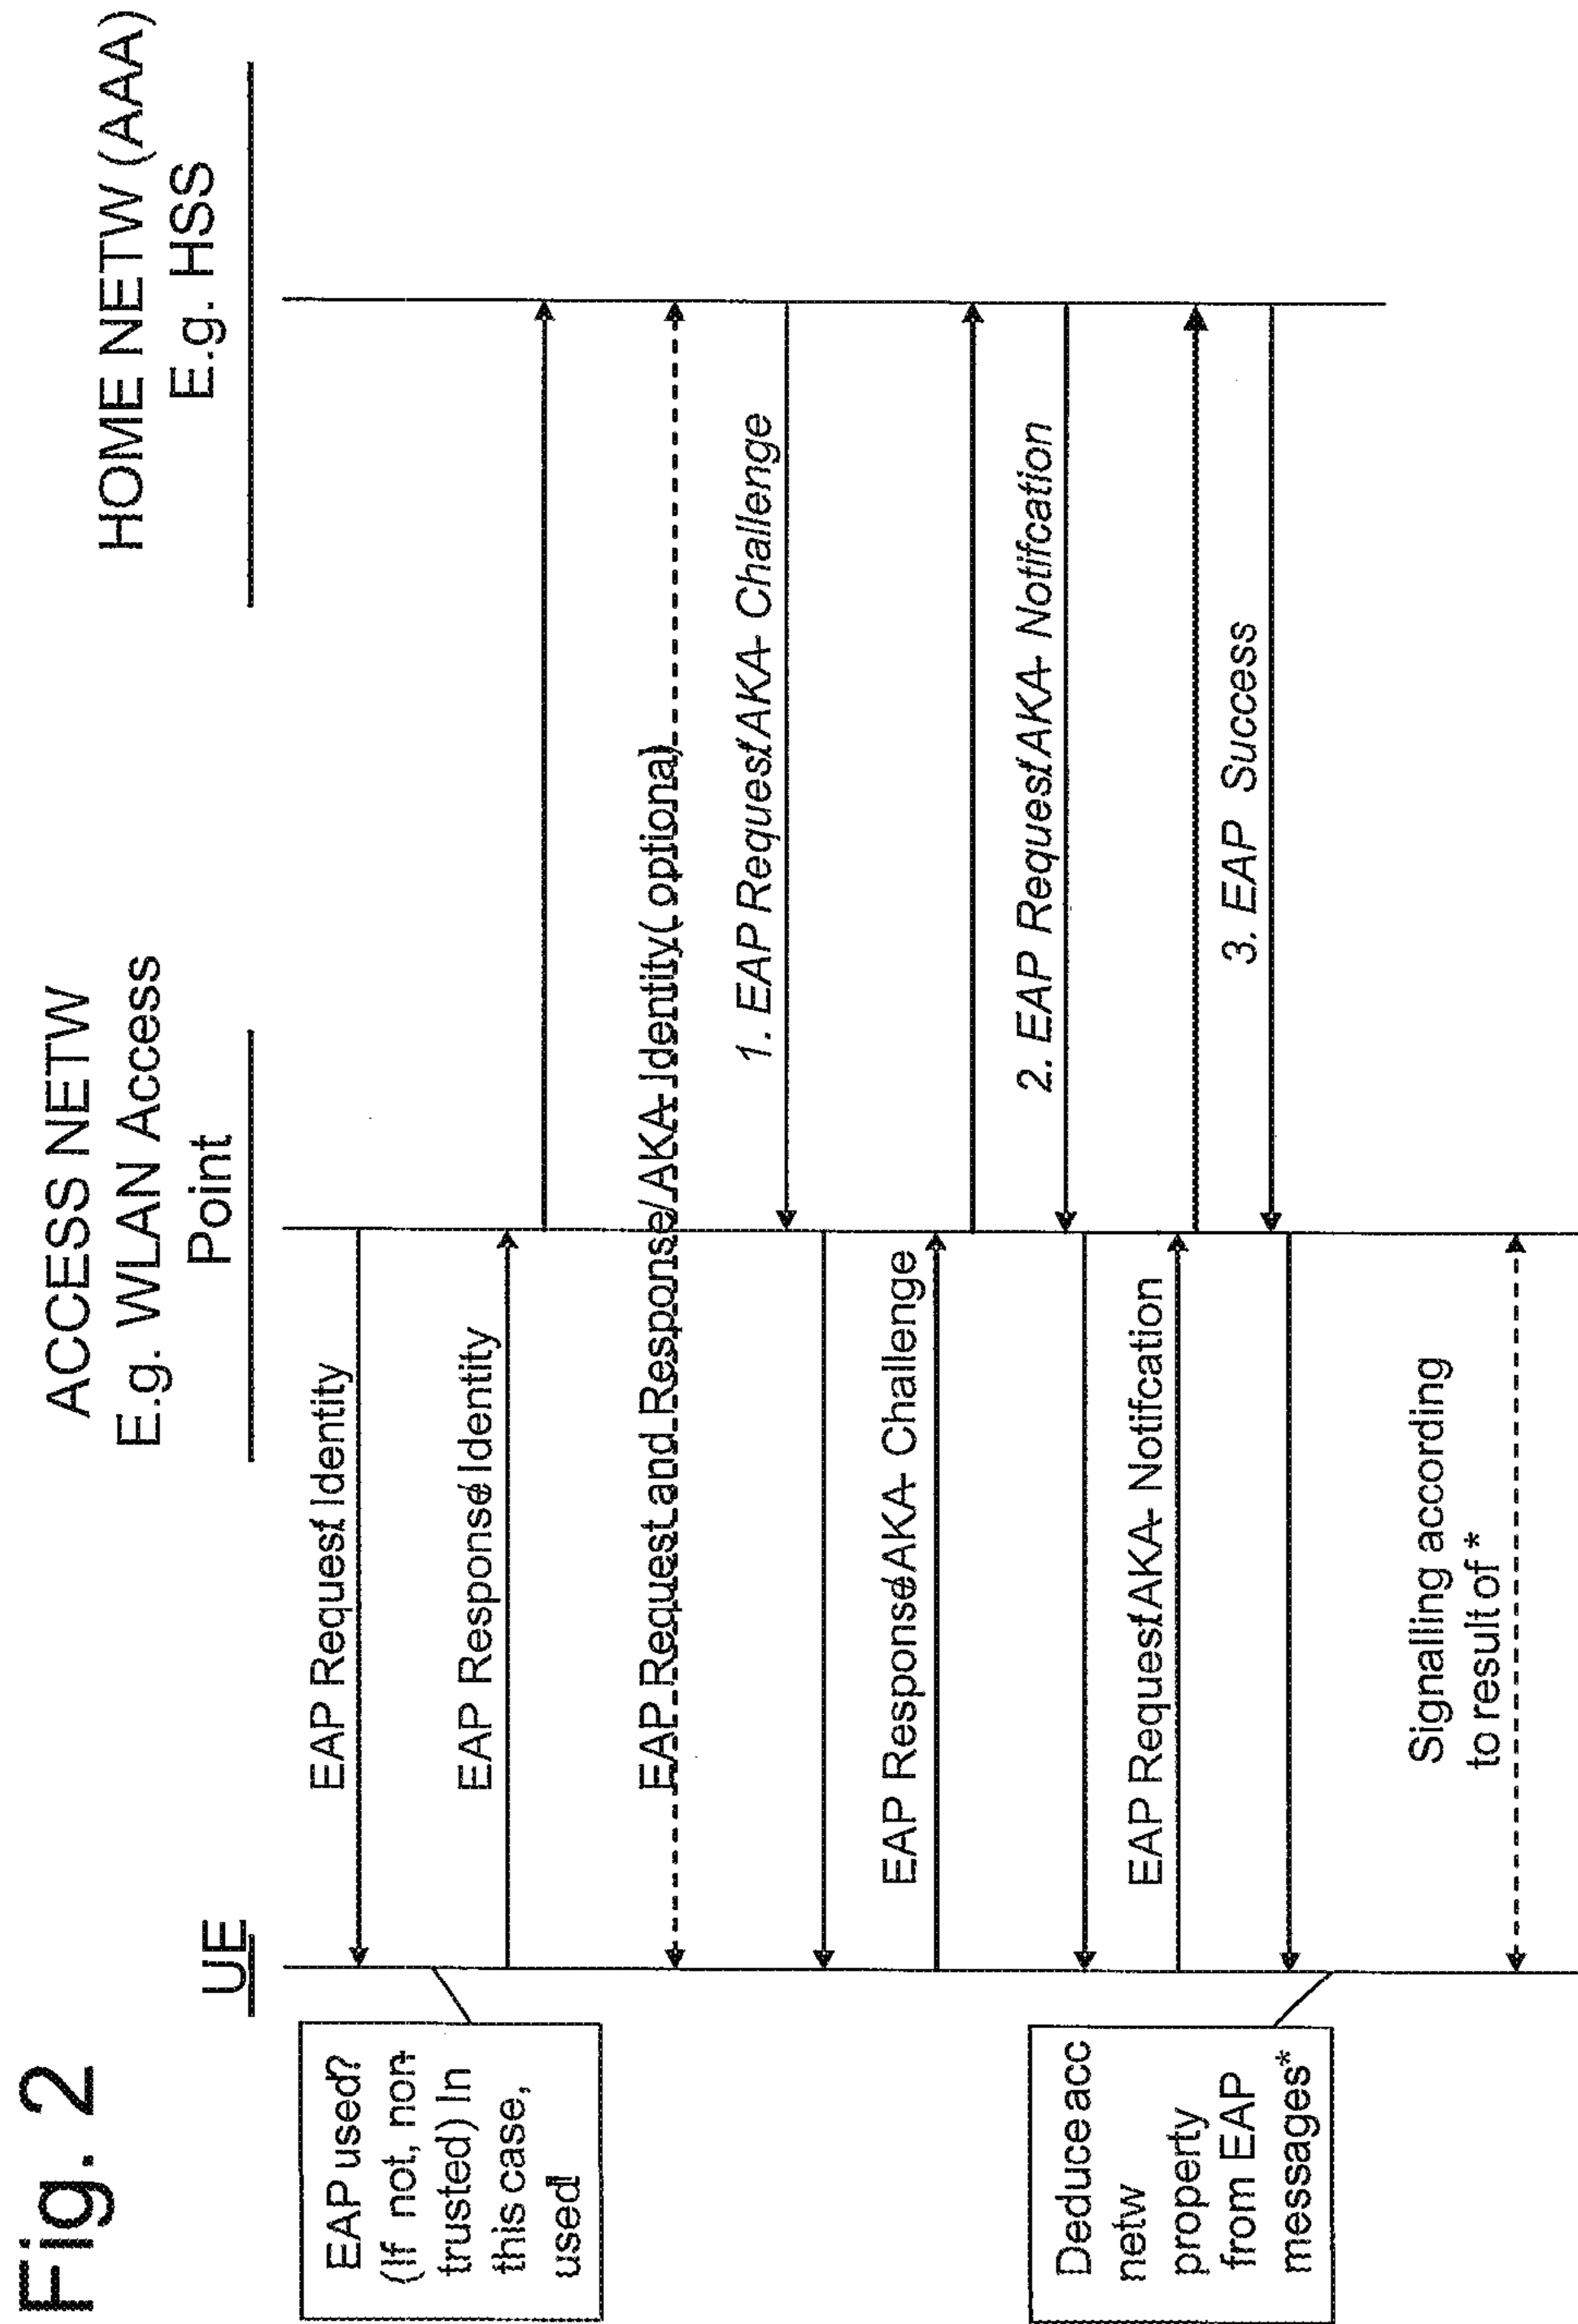 Fig. 2
UE
ACCESS NETW
E.g. WLAN Access
Point
HOME NETW (AAA)
E.g. HSS
EAP Request/ Identity
EAP used?
(If not, non-
trusted) In
this case,
used!
EAP Response/ Identity
EAP Request and Response/AKA-Identity( optional)
1. EAP Request/AKA- Challenge
EAP Response/AKA- Challenge
2. EAP Request/AKA- Notifcation
EAP Request/AKA- Notifcation
3. EAP Success
Deduce acc
netw
property
from EAP
messages*
Signalling according
to result of *